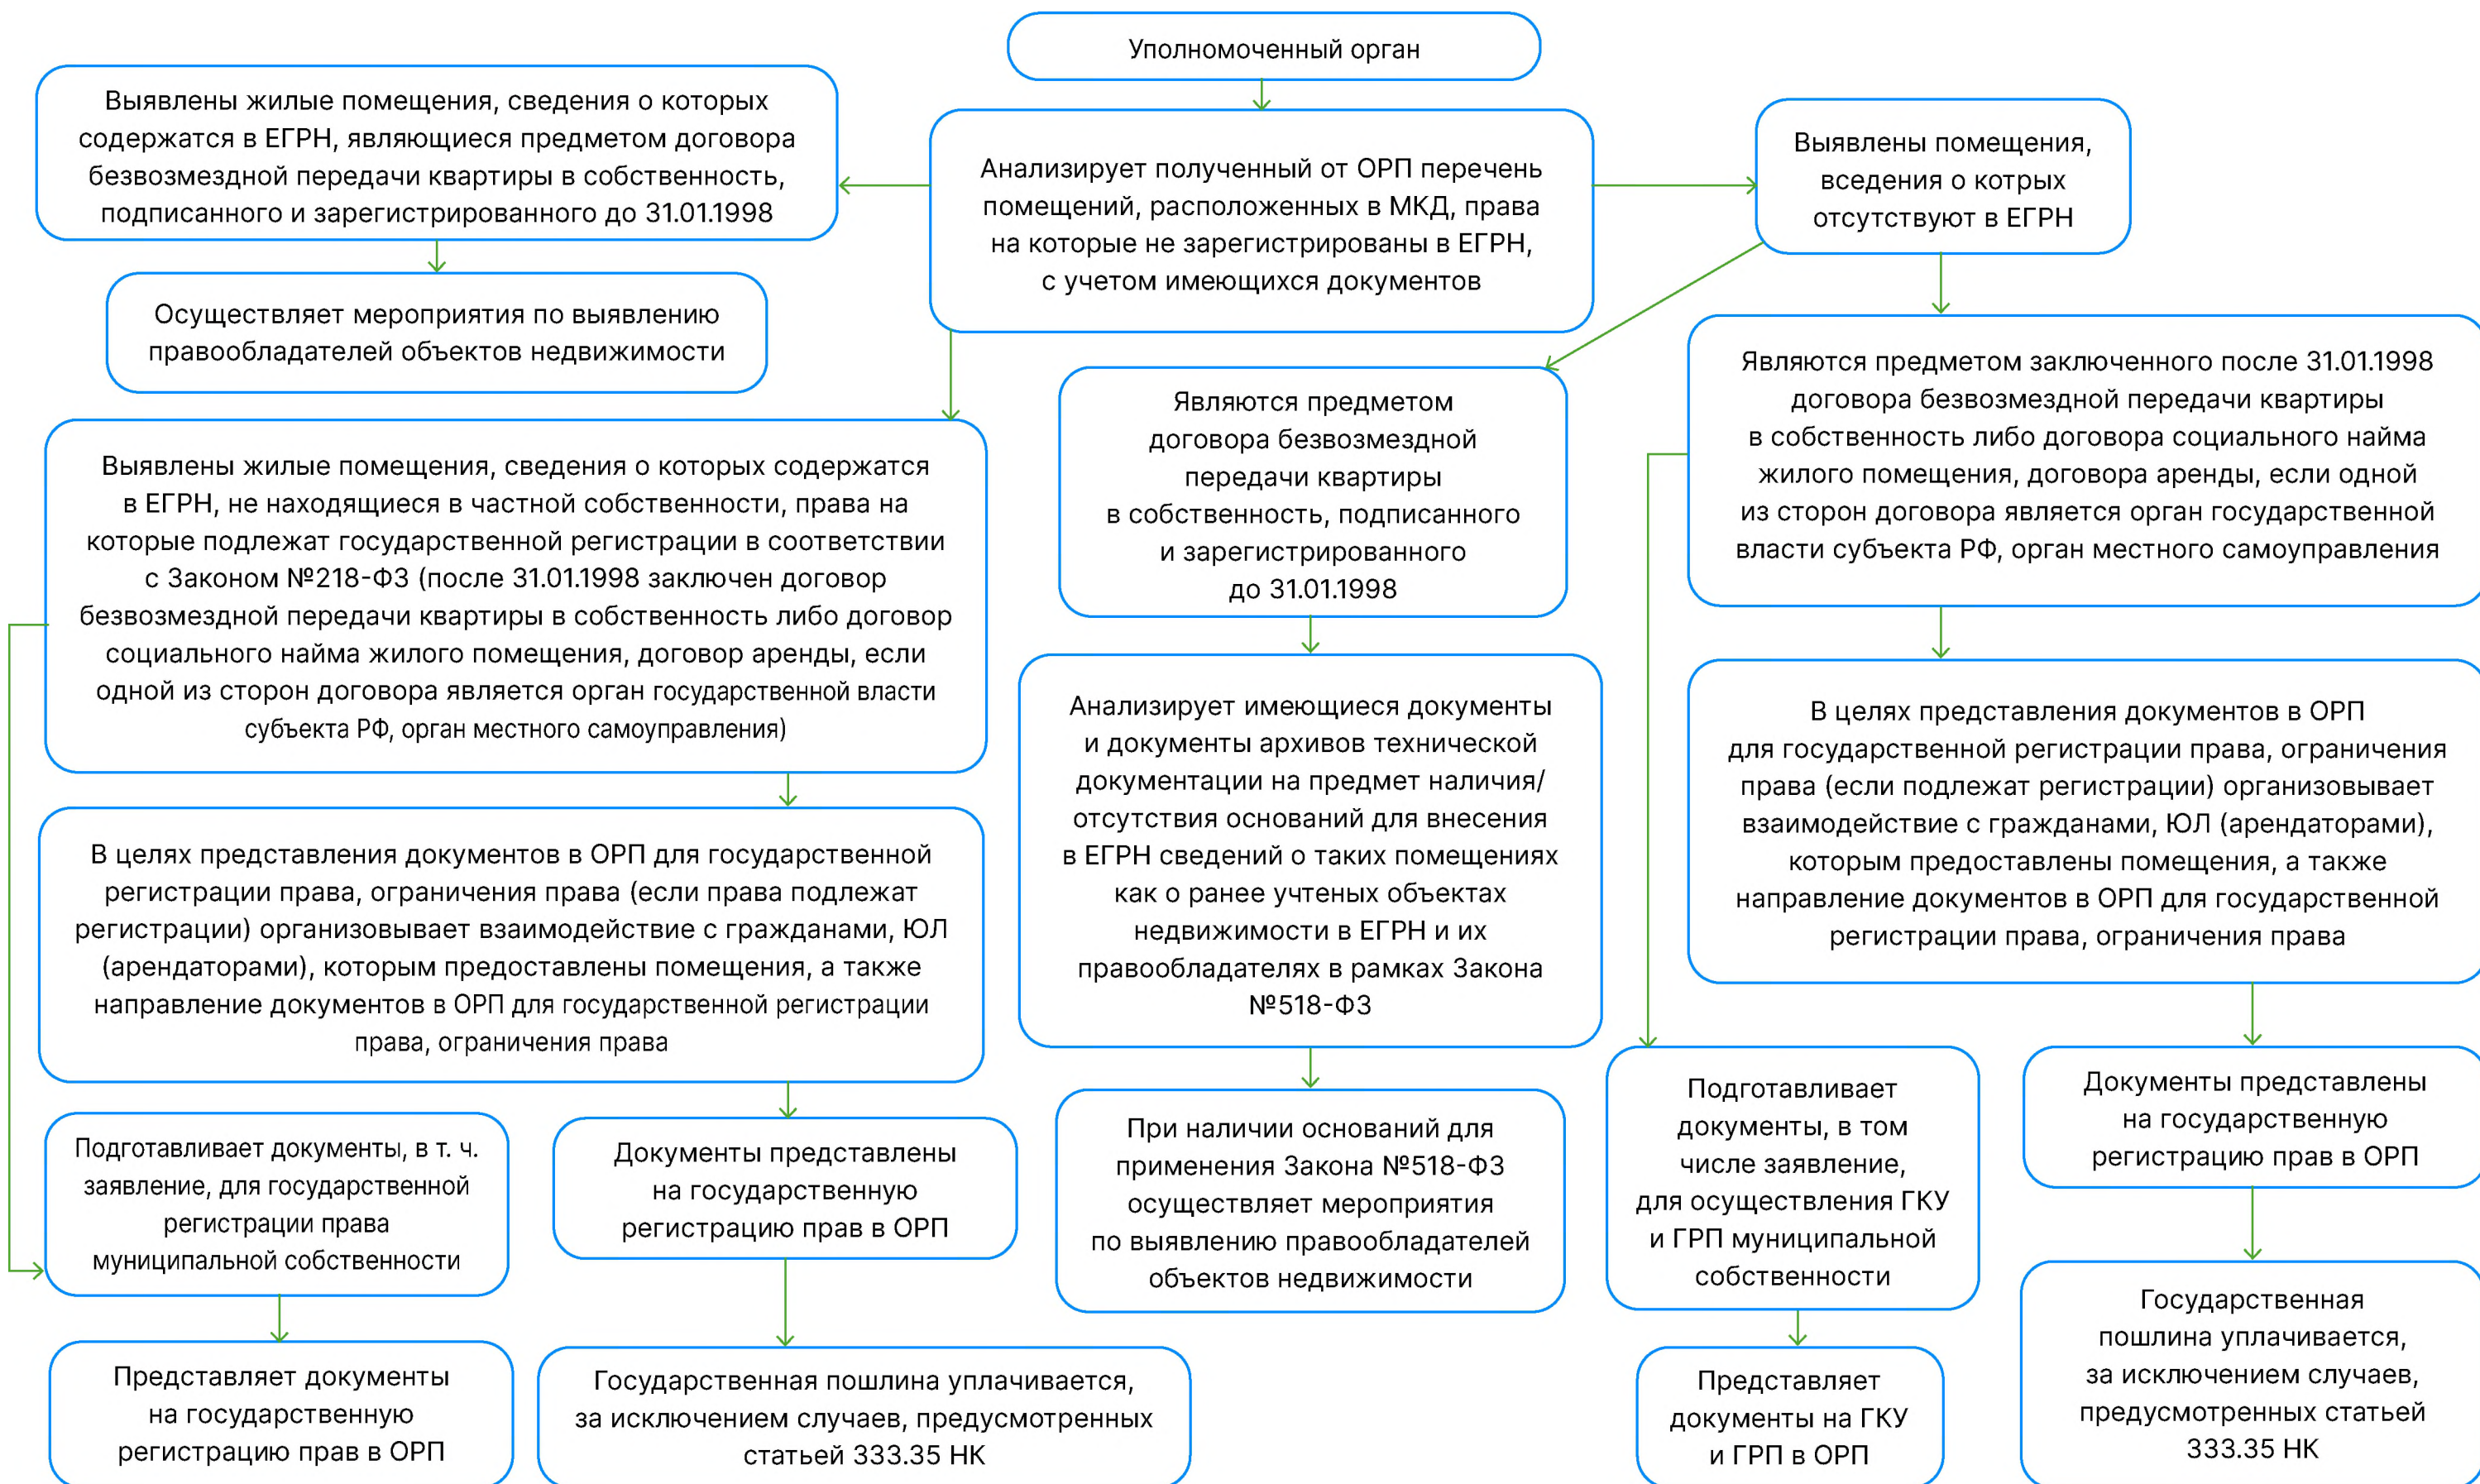 Уполномоченный орган
Выявлены жилые помещения, сведения о которых
содержатся в ЕГРН, являющиеся предметом договора
безвозмездной передачи квартиры в собственность,
подписанного и зарегистрированного до 31.01.1998
Анализирует полученный от ОРП перечень
помещений, расположенных в МКД, права
на которые не зарегистрированы в ЕГРН,
с учетом имеющихся документов
Выявлены помещения,
вседения о котрых
отсутствуют в ЕГРН
Осуществляет мероприятия по выявлению
правообладателей объектов недвижимости
Выявлены жилые помещения, сведения о которых содержатся
в ЕГРН, не находящиеся в частной собственности, права на
которые подлежат государственной регистрации в соответствии
с Законом №218-ФЗ (после 31.01.1998 заключен договор
безвозмездной передачи квартиры в собственность либо договор
социального найма жилого помещения, договор аренды, если
одной из сторон договора является орган государственной власти
субъекта РФ, орган местного самоуправления)
Являются предметом
договора безвозмездной
передачи квартиры
в собственность, подписанного
и зарегистрированного
до 31.01.1998
Являются предметом заключенного после 31.01.1998
договора безвозмездной передачи квартиры
в собственность либо договора социального найма
жилого помещения, договора аренды, если одной
из сторон договора является орган государственной
власти субъекта РФ, орган местного самоуправления
В целях представления документов в ОРП для государственной
регистрации права, ограничения права (если права подлежат
регистрации) организовывает взаимодействие с гражданами, ЮЛ
(арендаторами), которым предоставлены помещения, а также
направление документов в ОРП для государственной регистрации
права, ограничения права
Анализирует имеющиеся документы
и документы архивов технической
документации на предмет наличия/
отсутствия оснований для внесения
в ЕГРН сведений о таких помещениях
как о ранее учтеных объектах
недвижимости в ЕГРН и их
правообладателях в рамках Закона
№518-ФЗ
В целях представления документов в ОРП
для государственной регистрации права, ограничения
права (если подлежат регистрации) организовывает
взаимодействие с гражданами, ЮЛ (арендаторами),
которым предоставлены помещения, а также
направление документов в ОРП для государственной
регистрации права, ограничения права
Подготавливает документы, в т. ч.
заявление, для государственной
регистрации права
муниципальной собственности
Документы представлены
на государственную
регистрацию прав в ОРП
При наличии оснований для
применения Закона №518-ФЗ
осуществляет мероприятия
по выявлению правообладателей
объектов недвижимости
Подготавливает
документы, в том
числе заявление,
для осуществления ГКУ
и ГРП муниципальной
собственности
Документы представлены
на государственную
регистрацию прав в ОРП
Представляет документы
на государственную
регистрацию прав в ОРП
Государственная пошлина уплачивается,
за исключением случаев, предусмотренных
статьей 333.35 НК
Представляет
документы на ГКУ
и ГРП в ОРП
Государственная
пошлина уплачивается,
за исключением случаев,
предусмотренных статьей
333.35 НК